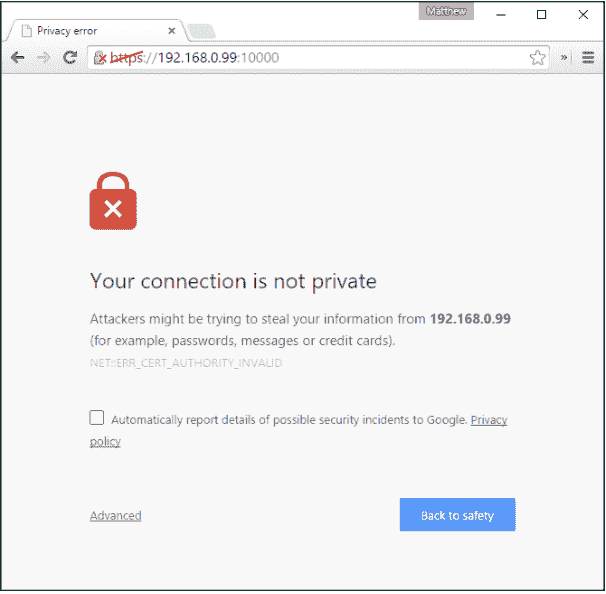 Matthew
Privacy error
https://192.168.0.99:10000
Your connection is not private
Attackers might be trying to steal your information from 192.168.0.99
(for example, passwords, messages or credit cards).
NET::ERR_CERT_AUTHORITY_INVALID
Automatically report details of possible security incidents to Google. Privacy
policy
Advanced
Back to safety